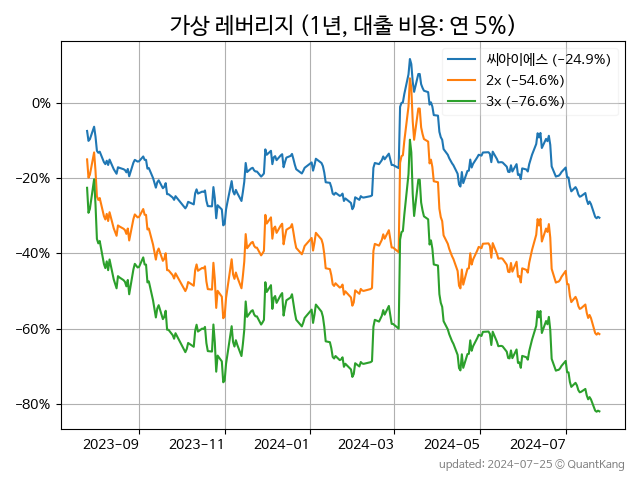 가상 레버리지 (1년, 대출 비용: 연 5%)
씨아이에스 (−24.9%)
2x (−54.6%)
3x (−76.6%)
0%
−20%
−40%
−60%
−80%
2023−09 2023−11 2024−01 2024−03 2024−05 2024−07
updated: 2024-07-25 © QuantKang